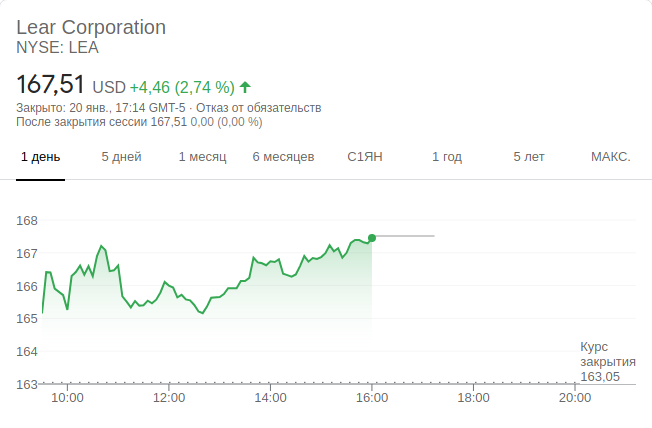 Lear Corporation
NYSE: LEA
167,51 USD +4,46 (2,74 %)
Закрыто: 20 янв., 17:14 GMT-5 · Отказ от обязательств
После закрытия сессии 167,51 0,00 (0,00 %)
1 день 5 дней 1 месяц 6 месяцев С1ЯН 1 год 5 лет МАКС.
168
167
166
165
164
Курс
закрытия
163,05
163
10:00 12:00 14:00 16:00 18:00 20:00